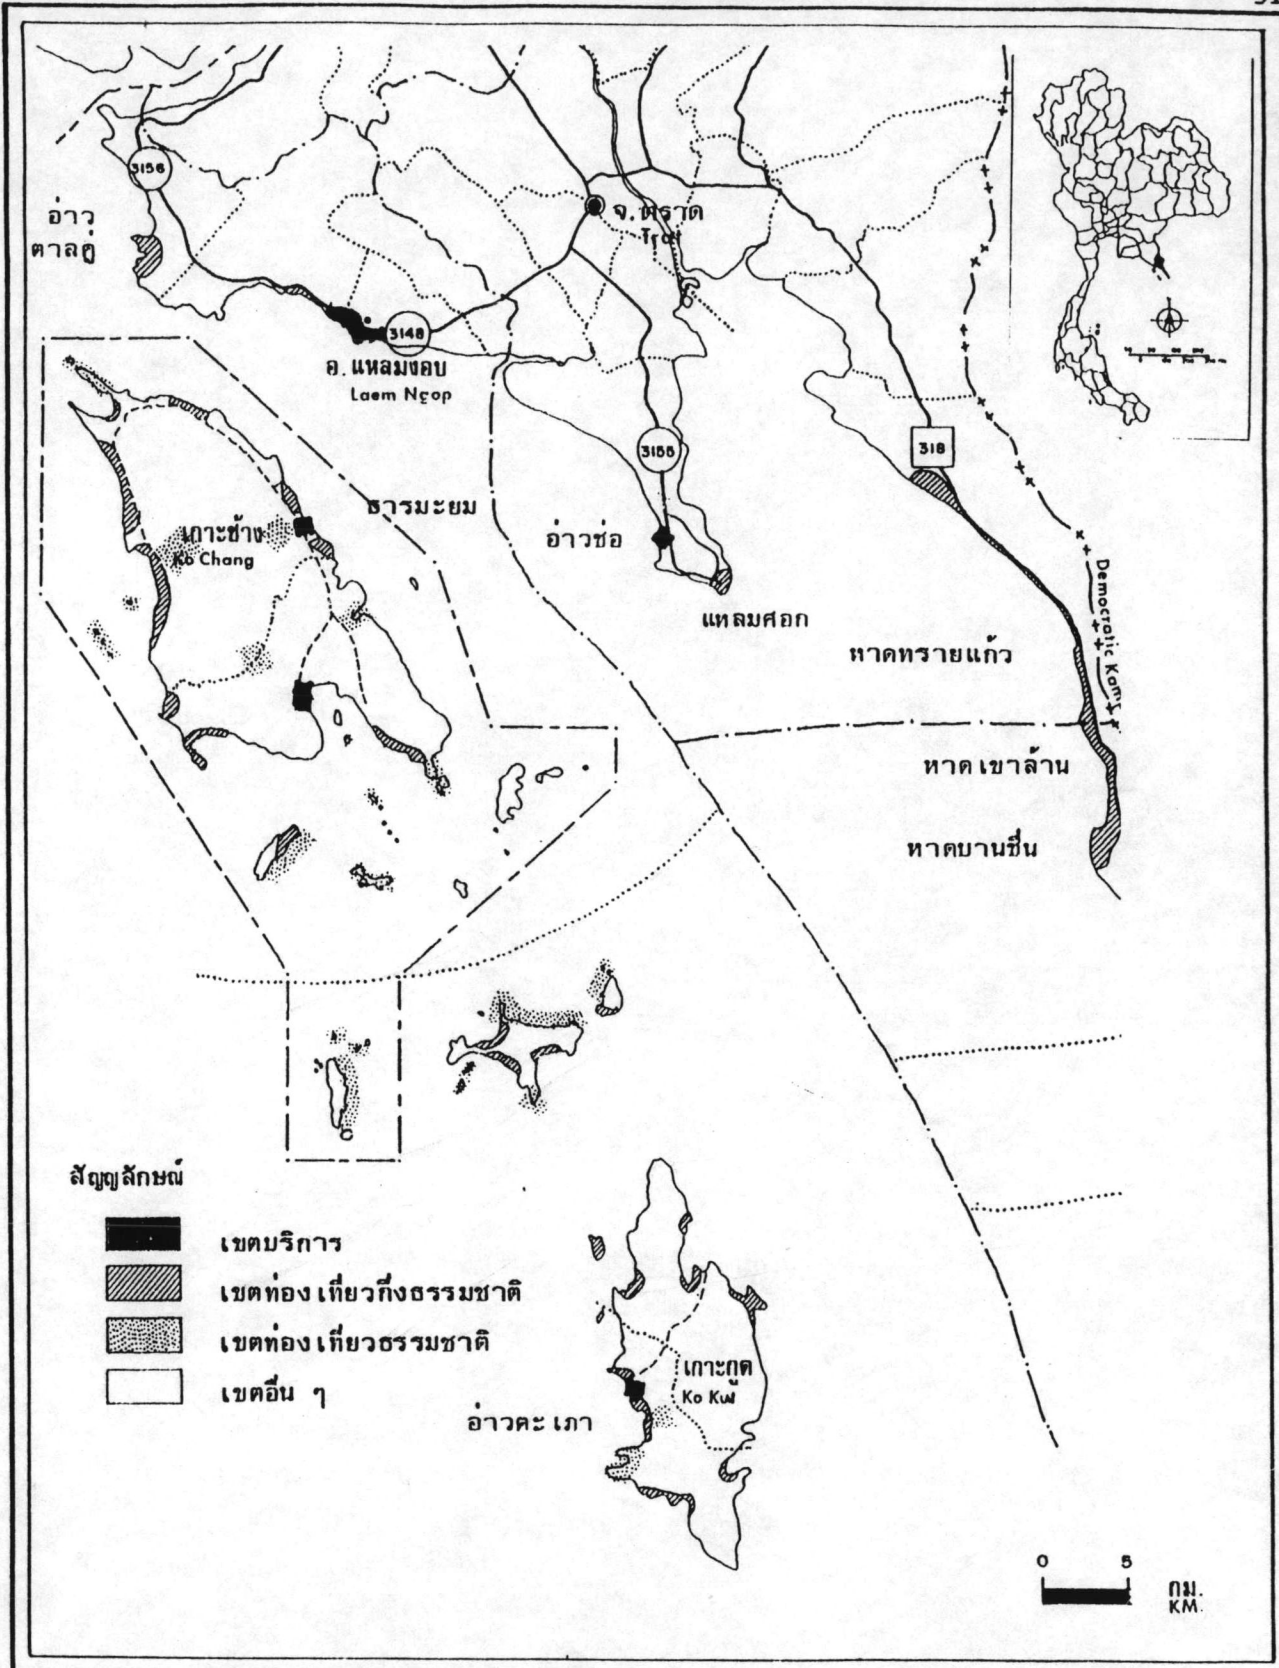 3156
อ่าว
ตาลคู่
จ.ตราด
Trat
3148
อ. แหลมงอบ
Laem Ngop
3155
318
ธารมะยม
เกาะช้าง
Ko Chang
อ่าวช่อ
แหลมศอก
Democratic Kamp
หาดทรายแก้ว
หาดเขาล้าน
หาดบานชื่น
สัญญลักษณ์
เขตบริการ
เขตท่องเที่ยวกึ่งธรรมชาติ
เขตท่องเที่ยวธรรมชาติ
เขตอื่น ๆ
เกาะกูด
Ko Kut
อ่าวตะเภา
0 5
กม.
KM.